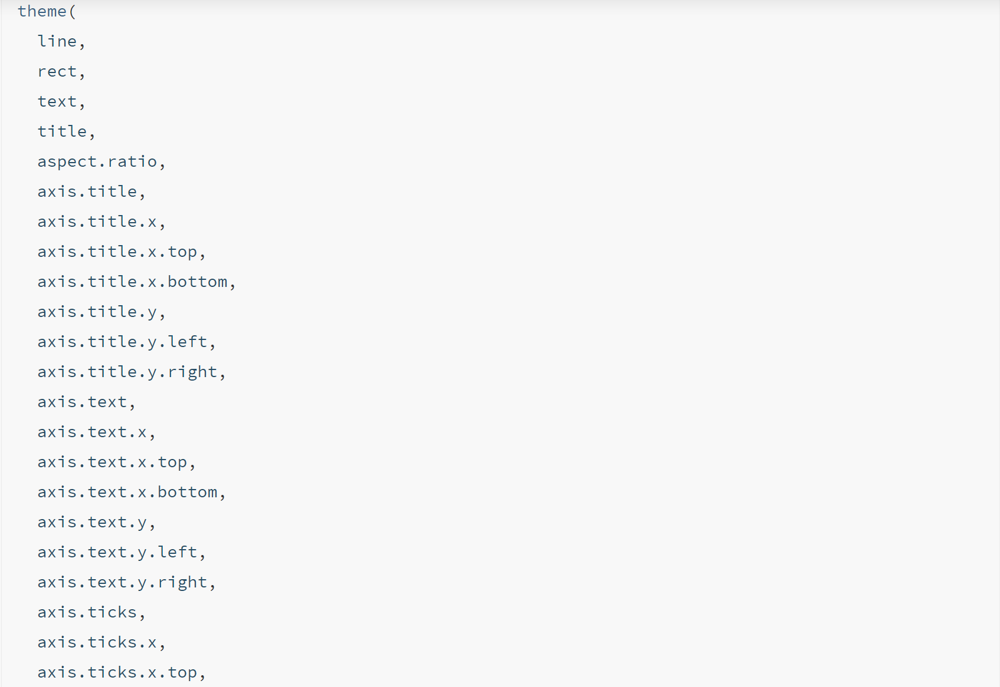 theme(
  line,
  rect,
  text,
  title,
  aspect.ratio,
  axis.title,
  axis.title.x,
  axis.title.x.top,
  axis.title.x.bottom,
  axis.title.y,
  axis.title.y.left,
  axis.title.y.right,
  axis.text,
  axis.text.x,
  axis.text.x.top,
  axis.text.x.bottom,
  axis.text.y,
  axis.text.y.left,
  axis.text.y.right,
  axis.ticks,
  axis.ticks.x,
  axis.ticks.x.top,